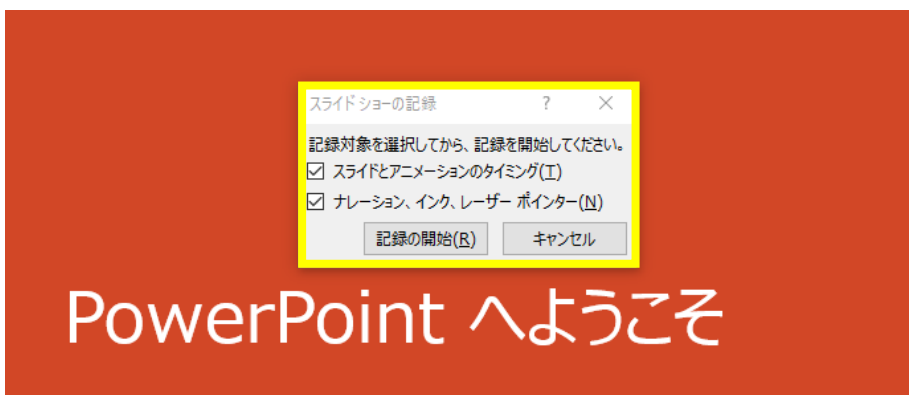 スライド ショーの記録 ? ×
記録対象を選択してから、記録を開始してください。
スライドとアニメーションのタイミング(T)
ナレーション、インク、レーザー ポインター(N)
記録の開始(R) キャンセル
PowerPoint へようこそ